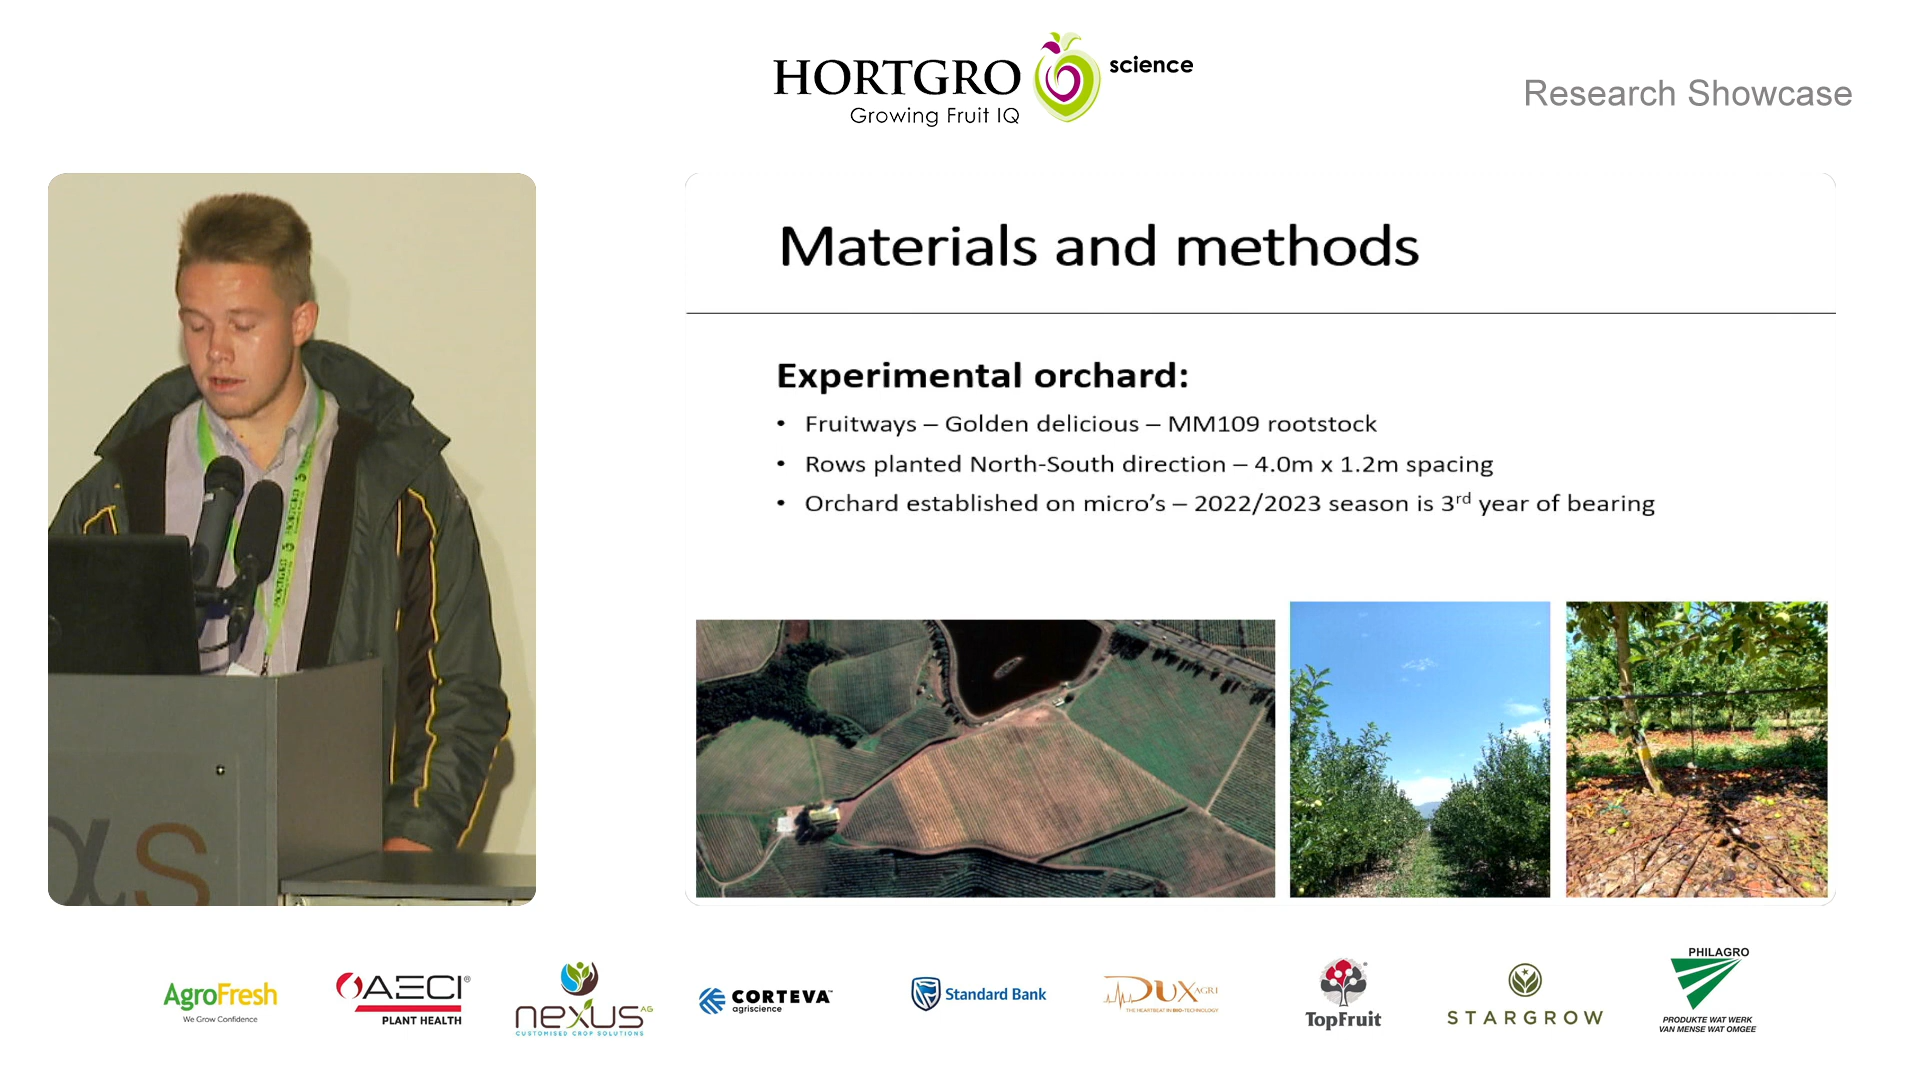 HORTGRO
science
Growing Fruit IQ
Research Showcase
Materials and methods
Experimental orchard:
• Fruitways – Golden delicious – MM109 rootstock
• Rows planted North-South direction – 4.0m x 1.2m spacing
• Orchard established on micro's – 2022/2023 season is 3rd year of bearing
HORTGRO
αs
AgroFresh
We Grow Confidence
AECI®
PLANT HEALTH
nexus AG
CUSTOMISED CROP SOLUTIONS
CORTEVA™
agriscience
Standard Bank
DUX AGRI
THE HEARTBEAT IN BIO-TECHNOLOGY
TopFruit
STARGROW
PHILAGRO
PRODUKTE WAT WERK
VAN MENSE WAT OMGEE